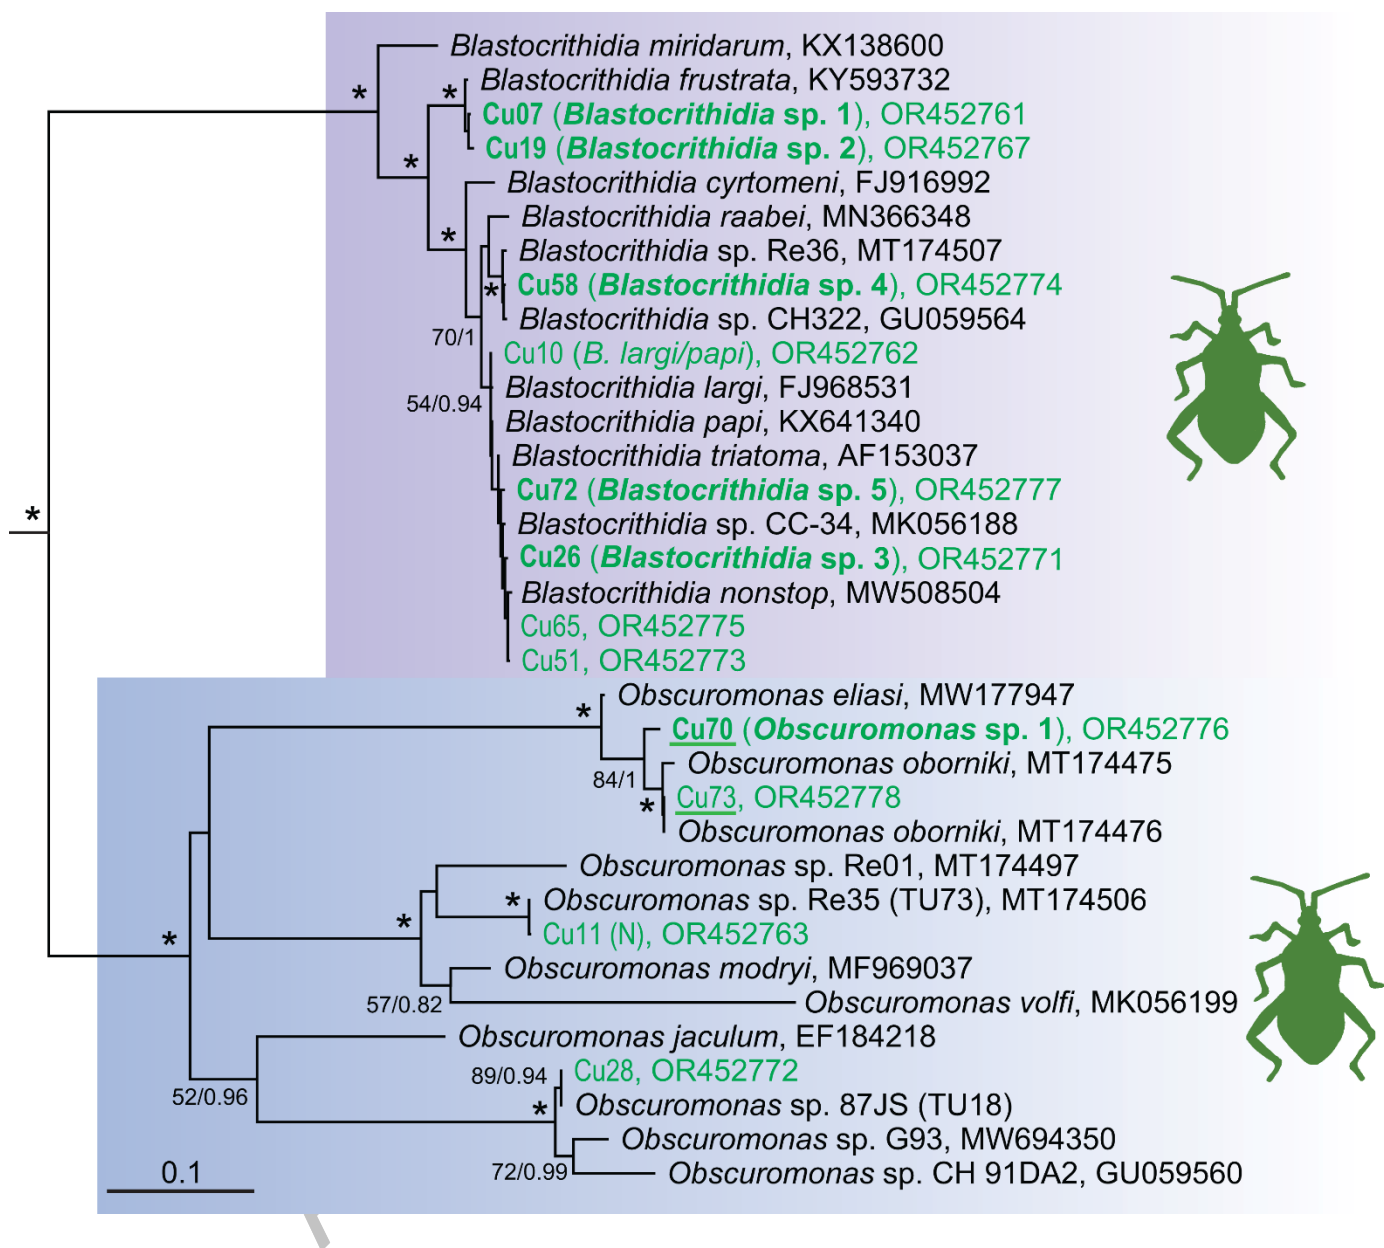 Blastocrithidia miridarum, KX138600
* * Blastocrithidia frustrata, KY593732
Cu07 (Blastocrithidia sp. 1), OR452761
* Cu19 (Blastocrithidia sp. 2), OR452767
Blastocrithidia cyrtomeni, FJ916992
Blastocrithidia raabei, MN366348
* Blastocrithidia sp. Re36, MT174507
* Cu58 (Blastocrithidia sp. 4), OR452774
Blastocrithidia sp. CH322, GU059564
70/1
Cu10 (B. largi/papi), OR452762
Blastocrithidia largi, FJ968531
54/0.94
Blastocrithidia papi, KX641340
Blastocrithidia triatoma, AF153037
Cu72 (Blastocrithidia sp. 5), OR452777
* Blastocrithidia sp. CC-34, MK056188
Cu26 (Blastocrithidia sp. 3), OR452771
Blastocrithidia nonstop, MW508504
Cu65, OR452775
Cu51, OR452773
Obscuromonas eliasi, MW177947
* Cu70 (Obscuromonas sp. 1), OR452776
Obscuromonas oborniki, MT174475
84/1
* Cu73, OR452778
Obscuromonas oborniki, MT174476
Obscuromonas sp. Re01, MT174497
* Obscuromonas sp. Re35 (TU73), MT174506
* * Cu11 (N), OR452763
Obscuromonas modryi, MF969037
57/0.82 Obscuromonas volfi, MK056199
Obscuromonas jaculum, EF184218
89/0.94 Cu28, OR452772
52/0.96
* Obscuromonas sp. 87JS (TU18)
Obscuromonas sp. G93, MW694350
72/0.99 Obscuromonas sp. CH 91DA2, GU059560
0.1